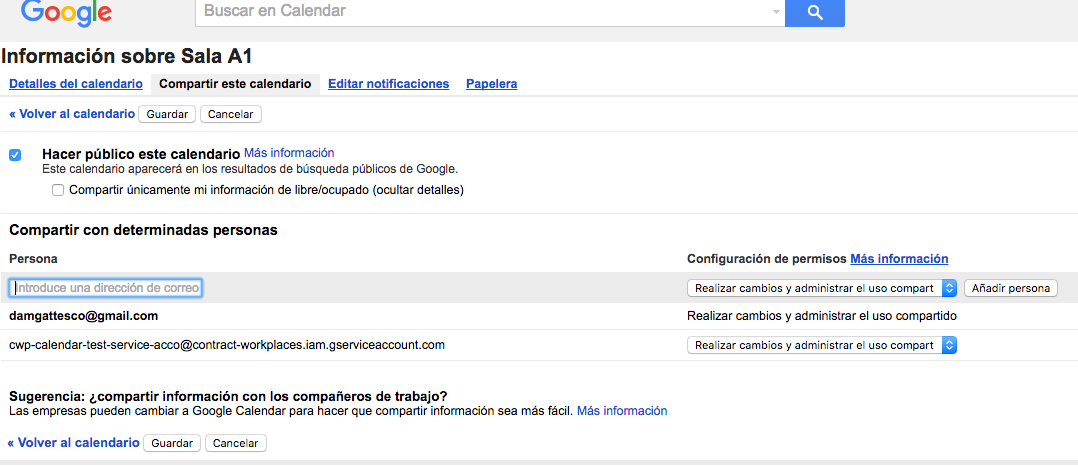 Google
Buscar en Calendar
Información sobre Sala A1
Detalles del calendario Compartir este calendario Editar notificaciones Papelera
« Volver al calendario Guardar Cancelar
Hacer público este calendario Más información
Este calendario aparecerá en los resultados de búsqueda públicos de Google.
Compartir únicamente mi información de libre/ocupado (ocultar detalles)
Compartir con determinadas personas
Persona Configuración de permisos Más información
Introduce una dirección de correo Realizar cambios y administrar el uso compart Añadir persona
damgattesco@gmail.com Realizar cambios y administrar el uso compartido
cwp-calendar-test-service-acco@contract-workplaces.iam.gserviceaccount.com Realizar cambios y administrar el uso compart
Sugerencia: ¿compartir información con los compañeros de trabajo?
Las empresas pueden cambiar a Google Calendar para hacer que compartir información sea más fácil. Más información
« Volver al calendario Guardar Cancelar